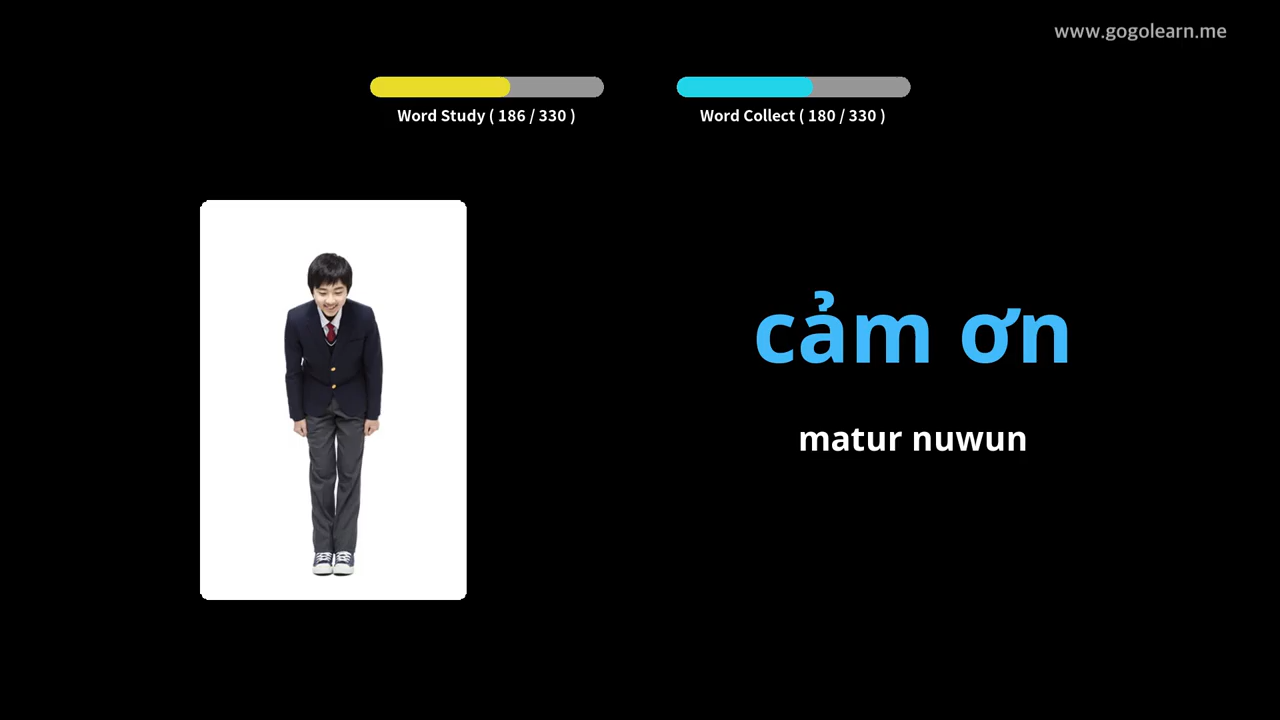 www.gogolearn.me
Word Study ( 186 / 330 )
Word Collect ( 180 / 330 )
cảm ơn
matur nuwun